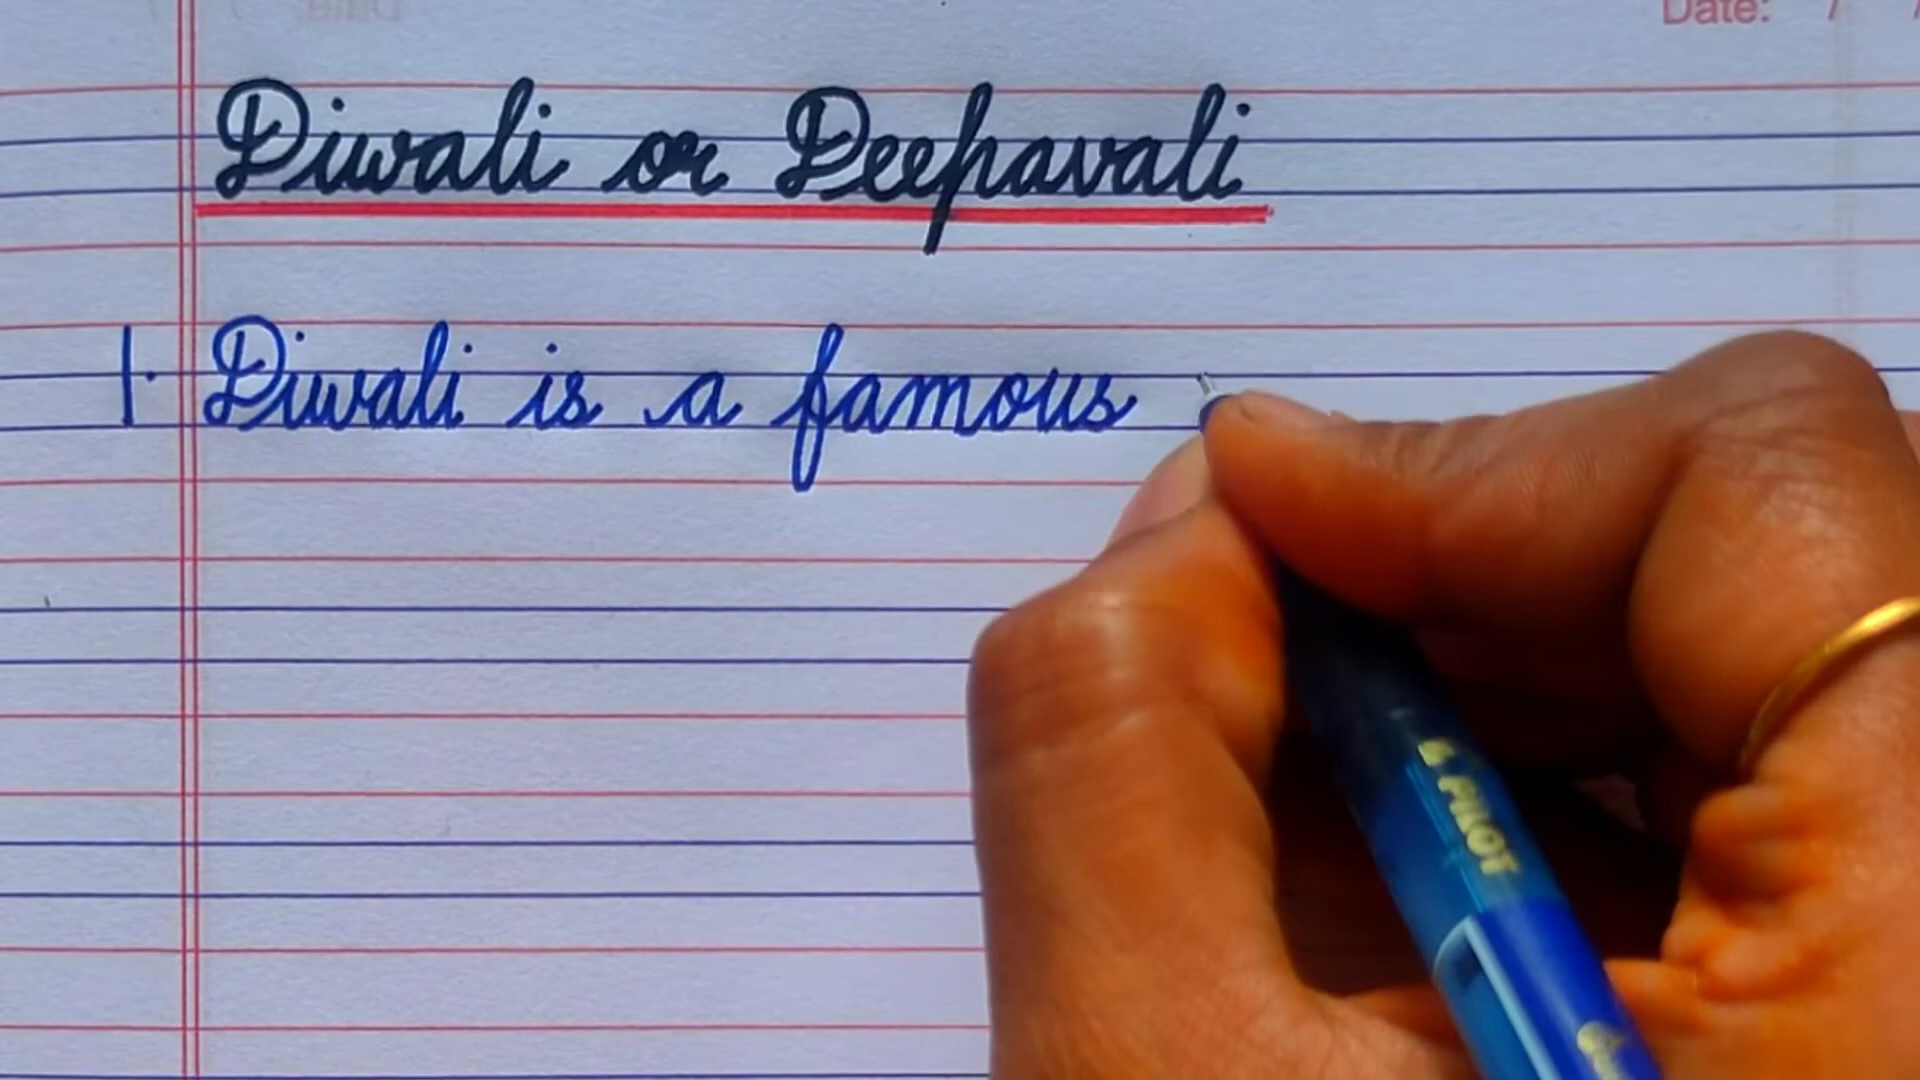 Date: / /
Diwali or Deepavali
1. Diwali is a famous
PILOT